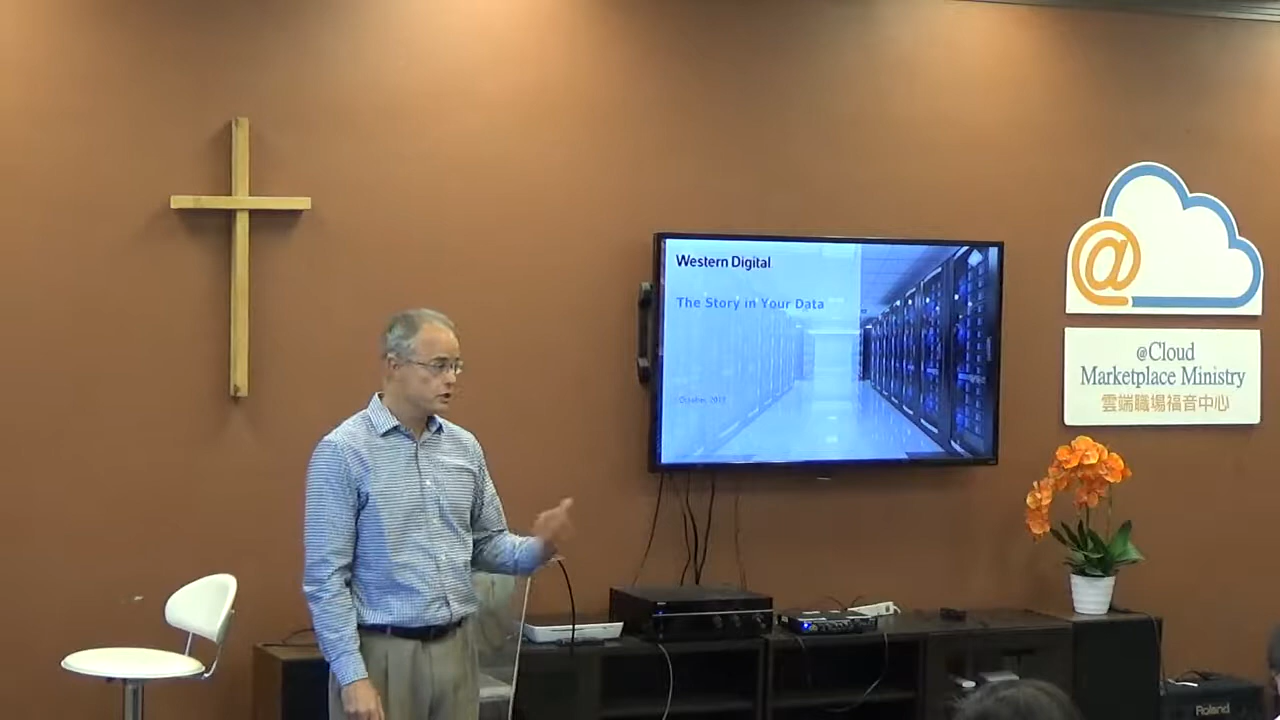 Western Digital
The Story in Your Data
@
@Cloud
Marketplace Ministry
雲端職場福音中心
Roland